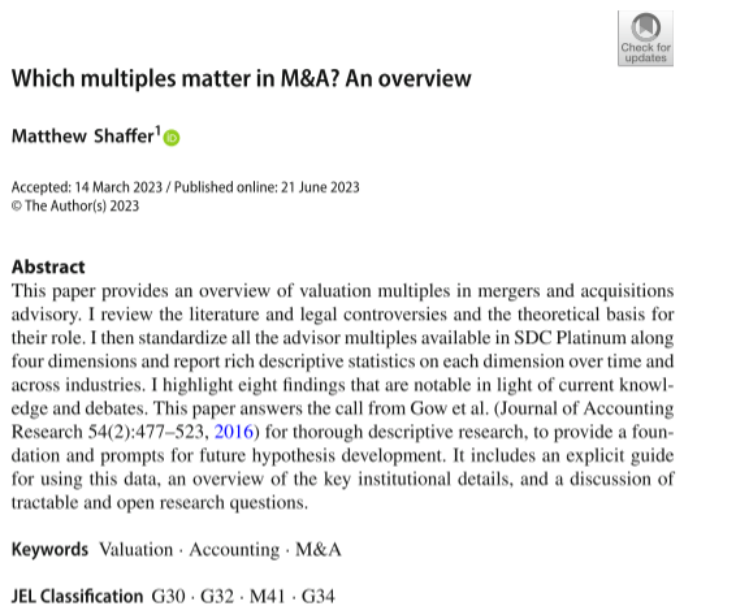 Check for
updates
Which multiples matter in M&A? An overview
Matthew Shaffer¹
Accepted: 14 March 2023 / Published online: 21 June 2023
© The Author(s) 2023
Abstract
This paper provides an overview of valuation multiples in mergers and acquisitions
advisory. I review the literature and legal controversies and the theoretical basis for
their role. I then standardize all the advisor multiples available in SDC Platinum along
four dimensions and report rich descriptive statistics on each dimension over time and
across industries. I highlight eight findings that are notable in light of current knowl-
edge and debates. This paper answers the call from Gow et al. (Journal of Accounting
Research 54(2):477–523, 2016) for thorough descriptive research, to provide a foun-
dation and prompts for future hypothesis development. It includes an explicit guide
for using this data, an overview of the key institutional details, and a discussion of
tractable and open research questions.
Keywords Valuation · Accounting · M&A
JEL Classification G30 · G32 · M41 · G34